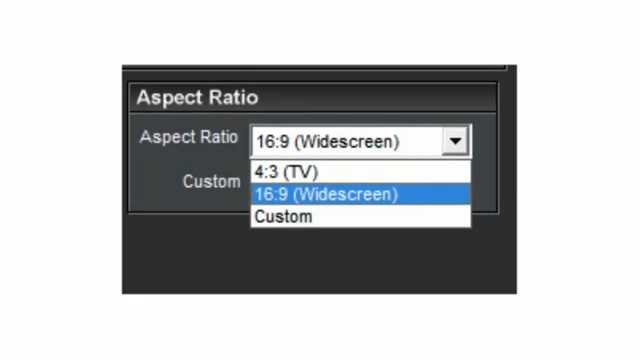 Aspect Ratio
Aspect Ratio 16:9 (Widescreen)
4:3 (TV)
Custom 16:9 (Widescreen)
Custom